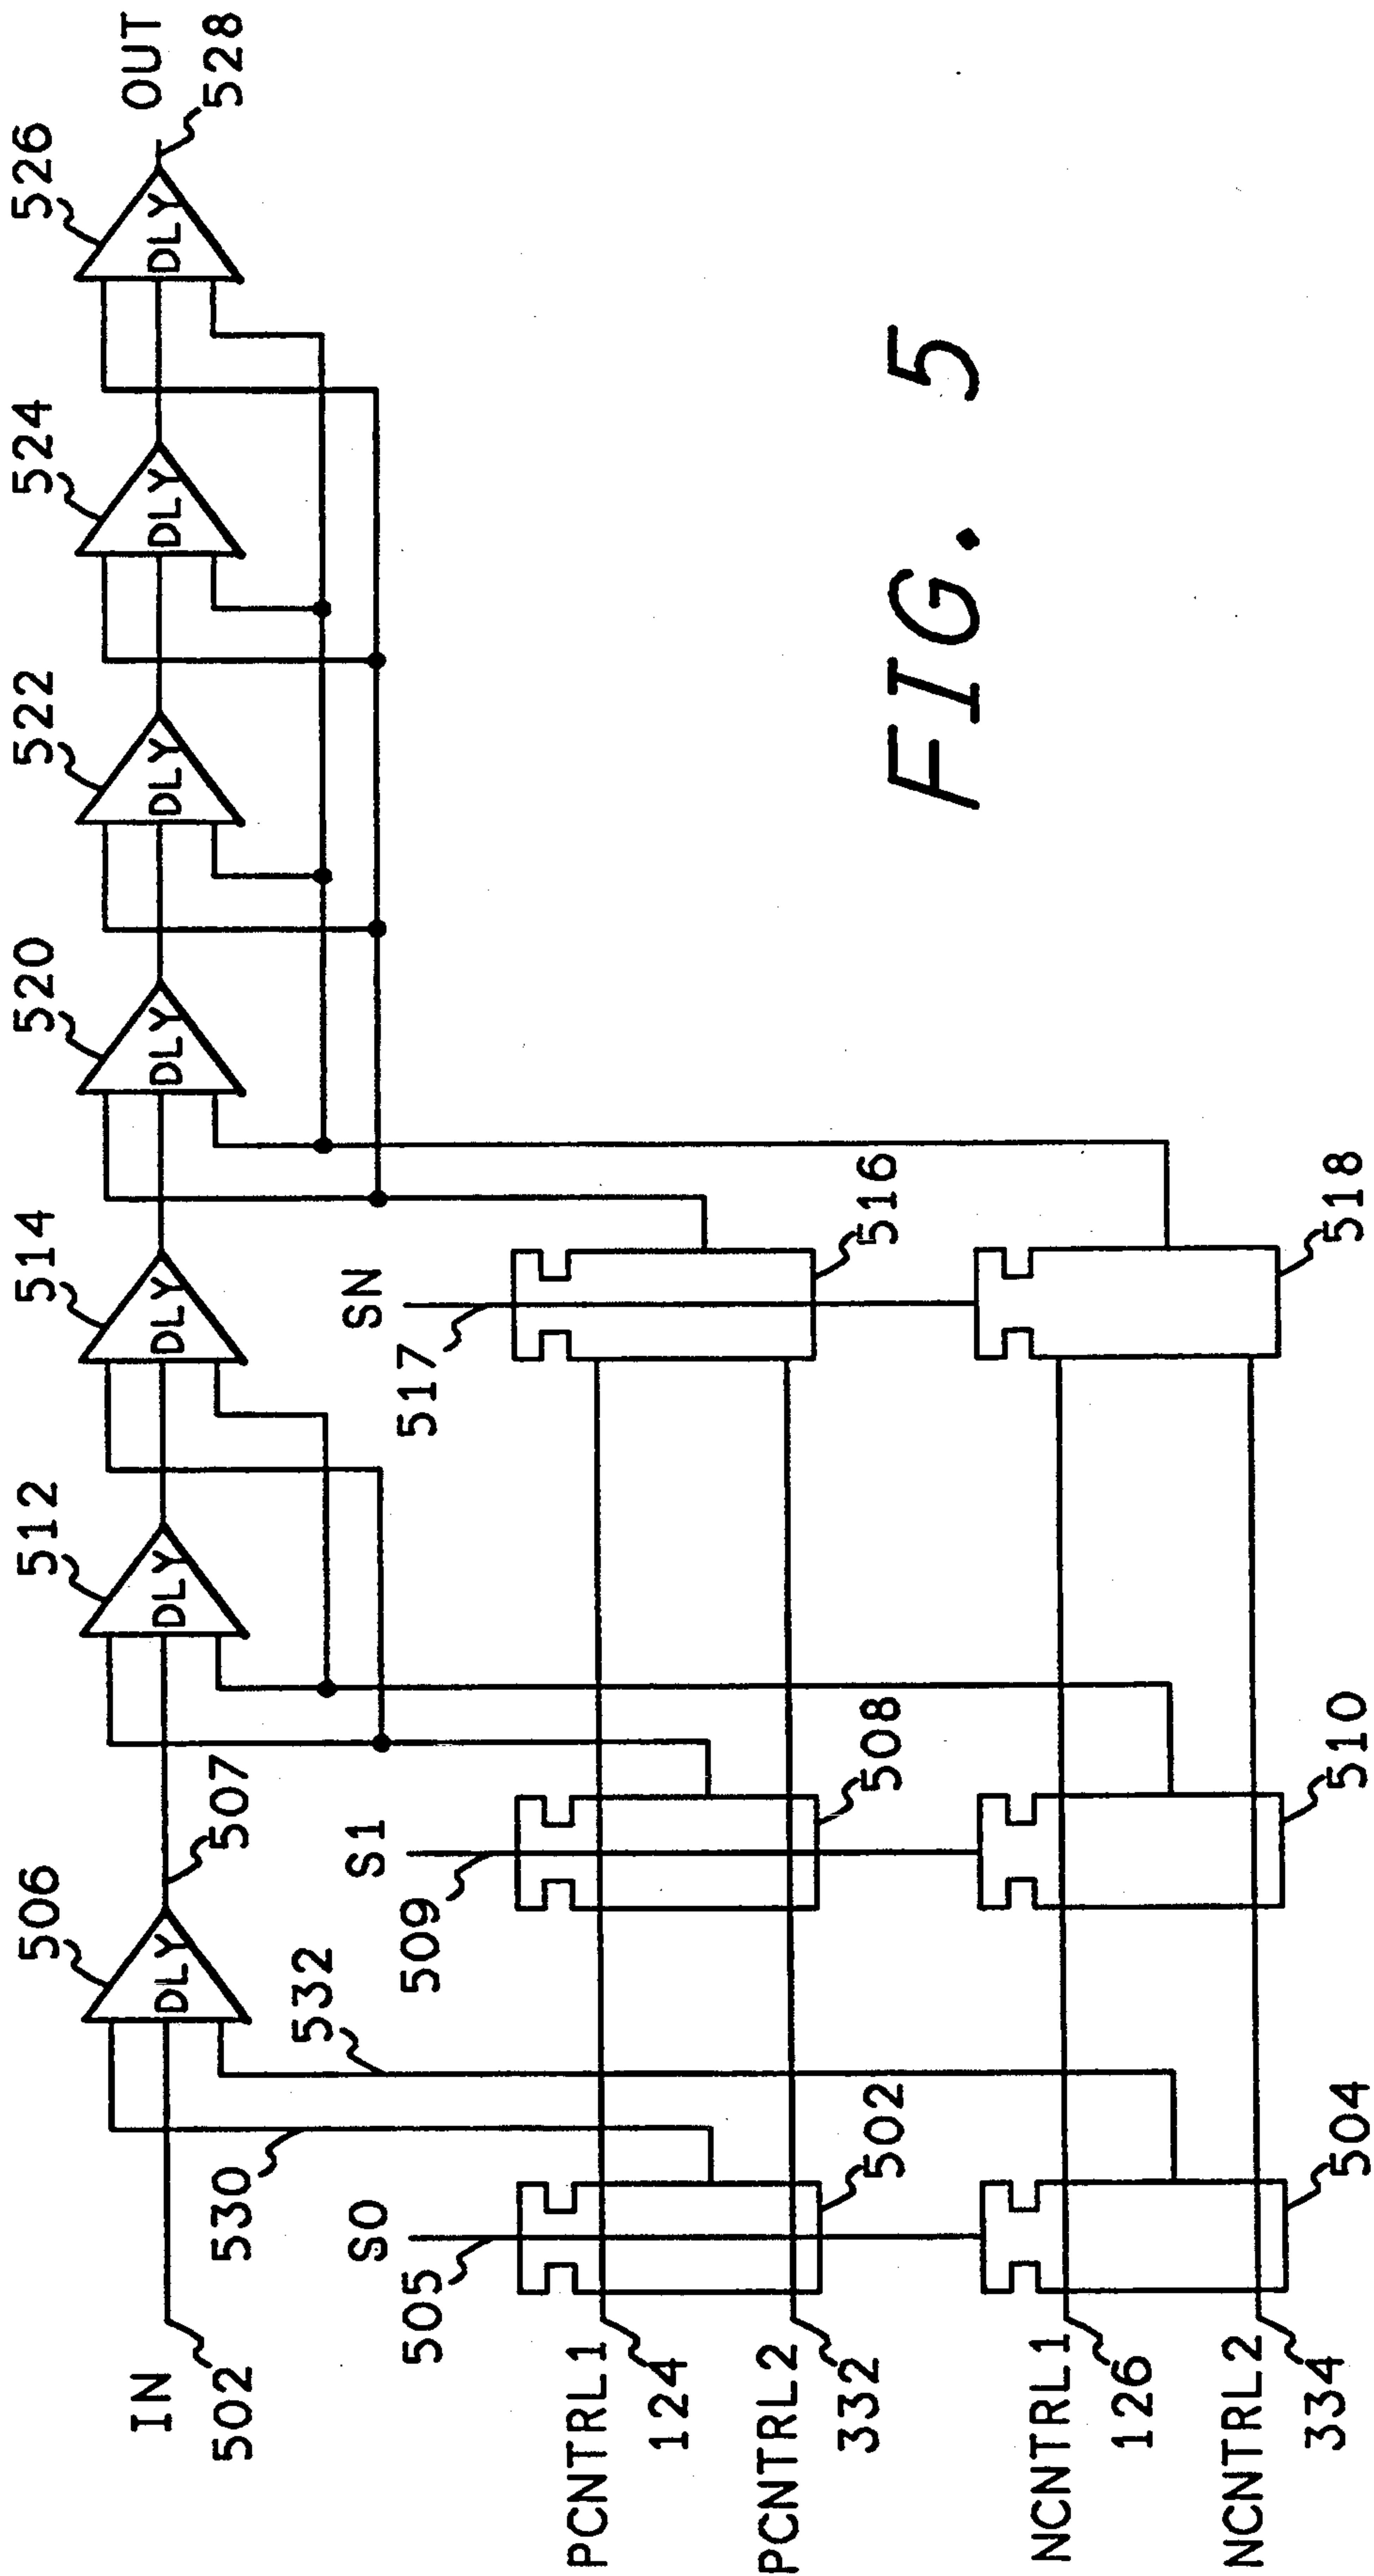 506
512
514
520
522
524
526
DLY
DLY
DLY
DLY
DLY
DLY
DLY
IN
502
507
OUT
528
530
532
S0
505
S1
509
SN
517
PCNTRL1
124
PCNTRL2
332
502
508
516
NCNTRL1
126
NCNTRL2
334
504
510
518
FIG. 5